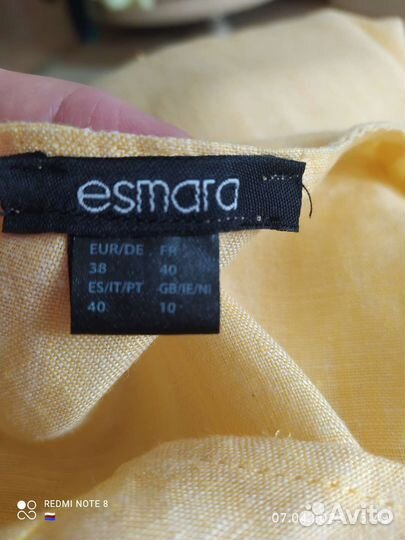 esmara
EUR/DE FR
38 40
ES/IT/PT GB/IE/NI
40 10
REDMI NOTE 8
Avito